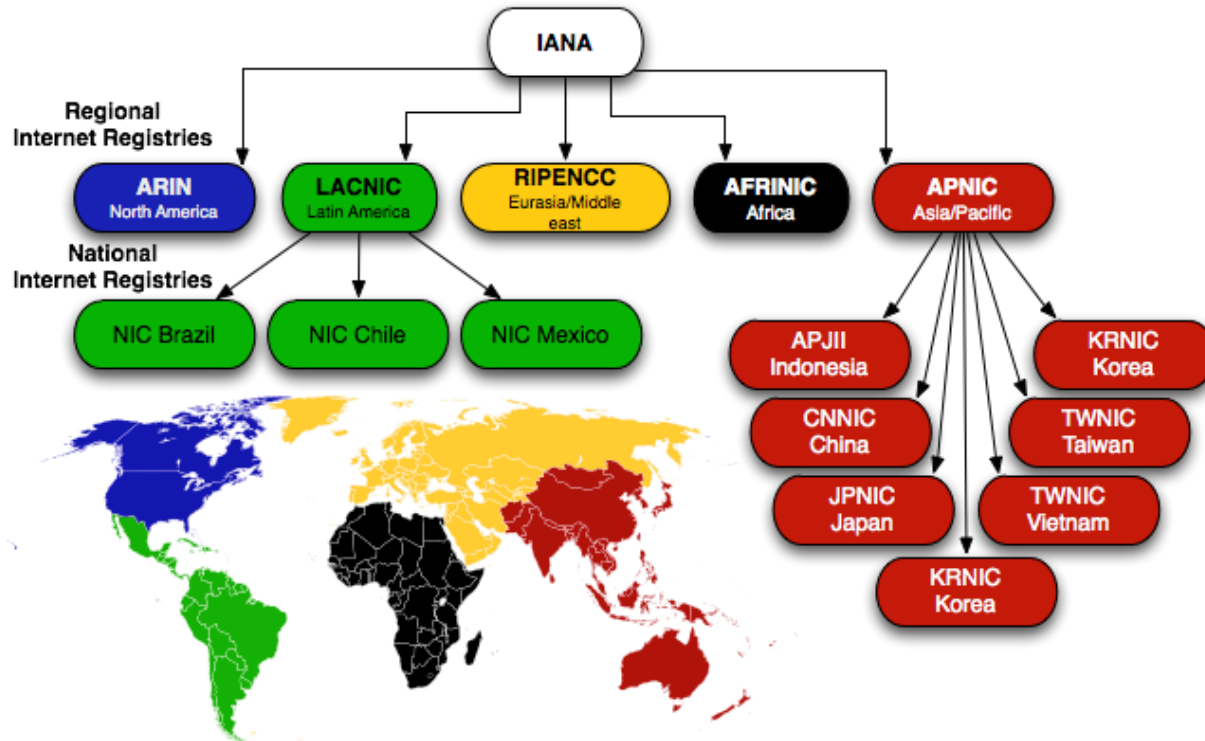 IANA
Regional
Internet Registries
ARIN
North America
LACNIC
Latin America
RIPENCC
Eurasia/Middle
east
AFRINIC
Africa
APNIC
Asia/Pacific
National
Internet Registries
NIC Brazil
NIC Chile
NIC Mexico
APJII
Indonesia
KRNIC
Korea
CNNIC
China
TWNIC
Taiwan
JPNIC
Japan
TWNIC
Vietnam
KRNIC
Korea